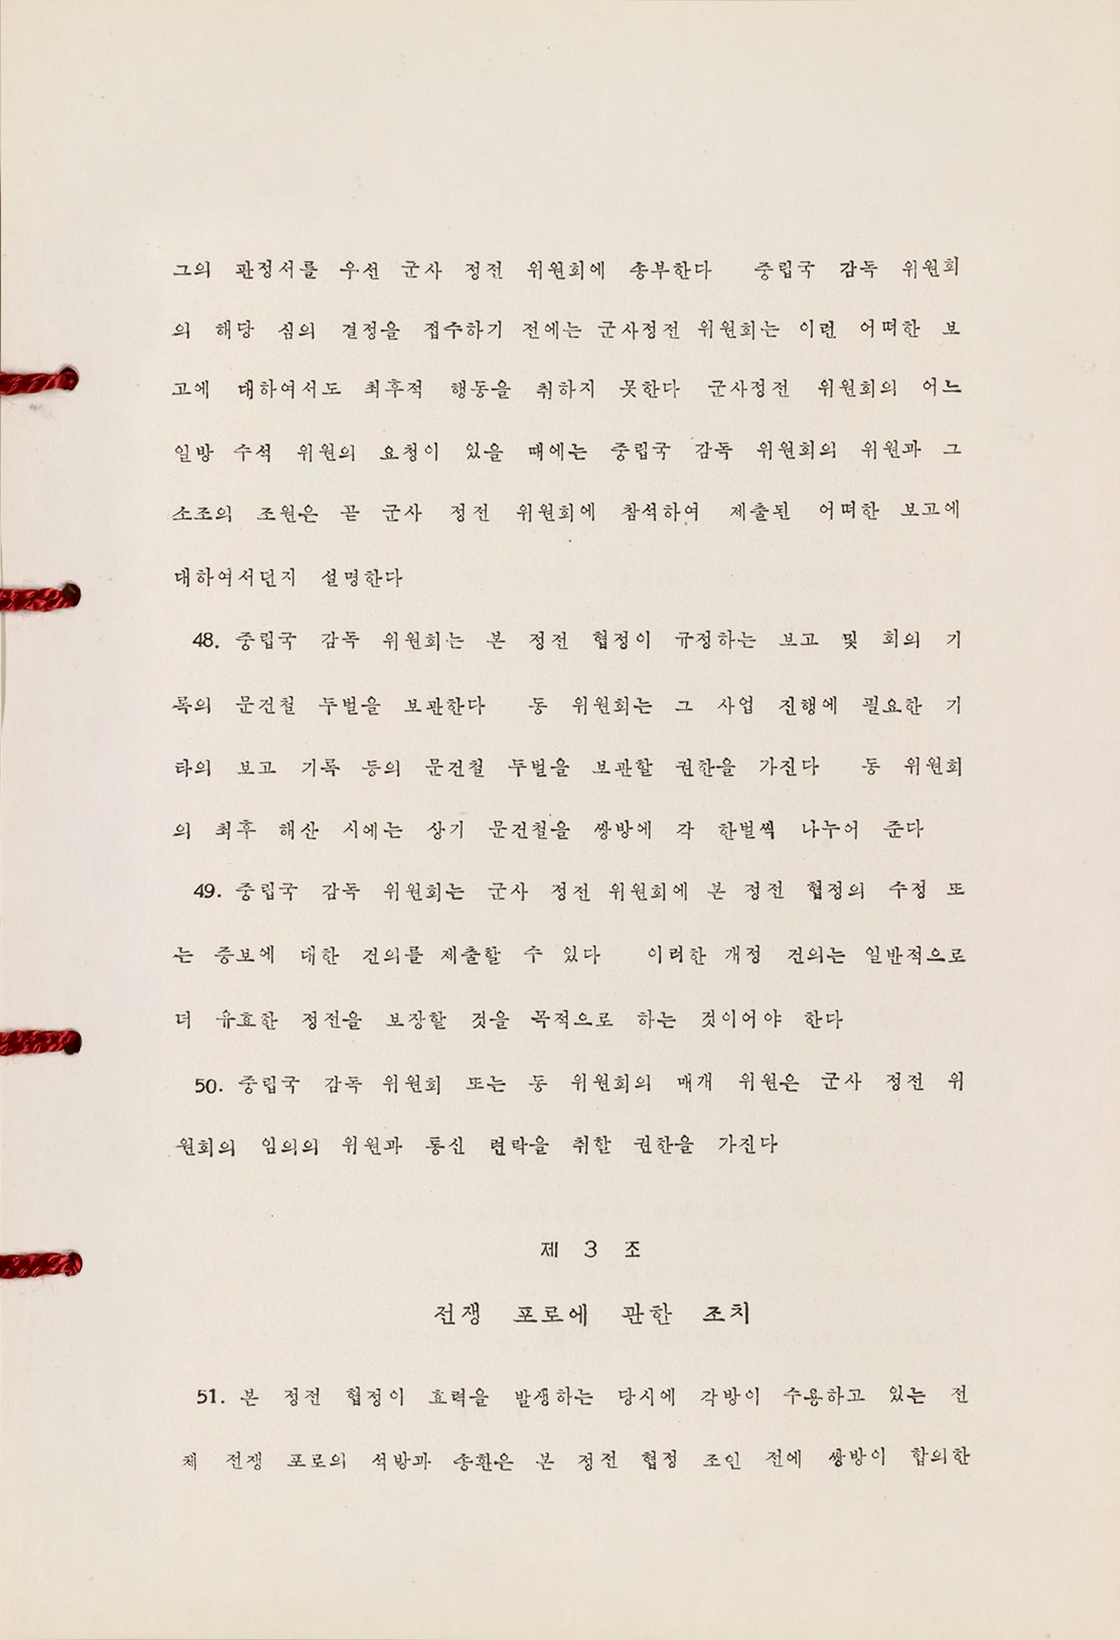 그의 판정서를 우선 군사 정전 위원회에 송부한다 중립국 감독 위원회
의 해당 심의 결정을 접수하기 전에는 군사정전 위원회는 이런 어떠한 보
고에 대하여서도 최후적 행동을 취하지 못한다 군사정전 위원회의 어느
일방 수석 위원의 요청이 있을 때에는 중립국 감독 위원회의 위원과 그
소조의 조원은 곧 군사 정전 위원회에 참석하여 제출된 어떠한 보고에
대하여서던지 설명한다
48. 중립국 감독 위원회는 본 정전 협정이 규정하는 보고 및 회의 기
록의 문건철 두벌을 보관한다 동 위원회는 그 사업 진행에 필요한 기
타의 보고 기록 등의 문건철 두벌을 보관할 권한을 가진다 동 위원회
의 최후 해산 시에는 상기 문건철을 쌍방에 각 한벌씩 나누어 준다
49. 중립국 감독 위원회는 군사 정전 위원회에 본 정전 협정의 수정 또
는 증보에 대한 건의를 제출할 수 있다 이러한 개정 건의는 일반적으로
더 유효한 정전을 보장할 것을 목적으로 하는 것이어야 한다
50. 중립국 감독 위원회 또는 동 위원회의 매개 위원은 군사 정전 위
원회의 임의의 위원과 통신 련락을 취할 권한을 가진다
제 3 조
전쟁 포로에 관한 조치
51. 본 정전 협정이 효력을 발생하는 당시에 각방이 수용하고 있는 전
체 전쟁 포로의 석방과 송환은 본 정전 협정 조인 전에 쌍방이 합의한